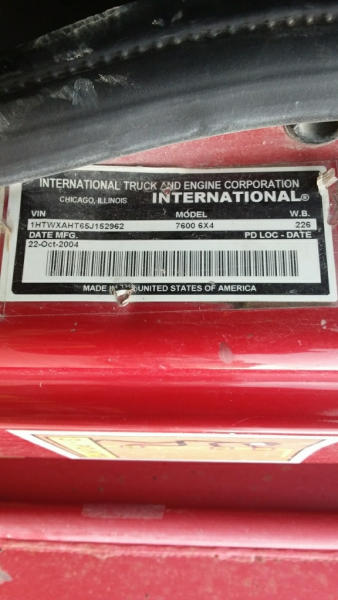 INTERNATIONAL TRUCK AND ENGINE CORPORATION
CHICAGO, ILLINOIS INTERNATIONAL®
VIN MODEL W.B.
1HTWXAHT65J152962 7600 6X4 226
DATE MFG. PD LOC - DATE
22-Oct-2004
MADE IN UNITED STATES OF AMERICA